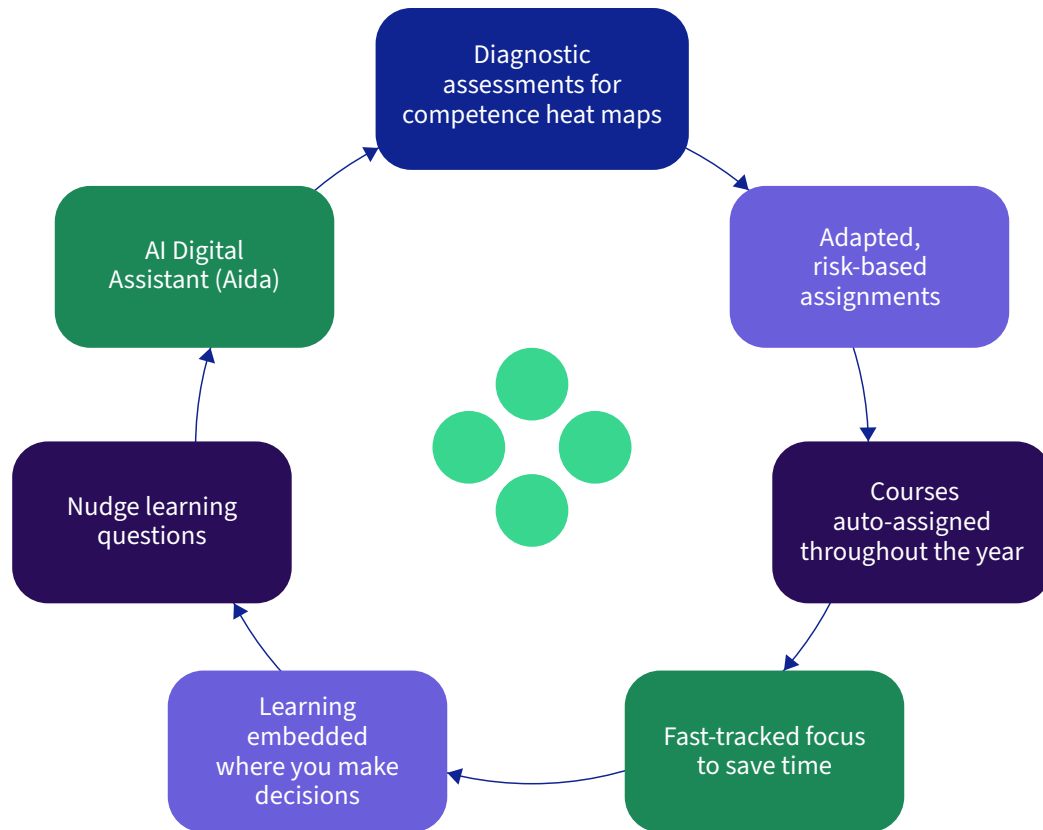 Diagnostic
assessments for
competence heat maps
Adapted,
risk-based
assignments
Courses
auto-assigned
throughout the year
Fast-tracked focus
to save time
Learning
embedded
where you make
decisions
Nudge learning
questions
AI Digital
Assistant (Aida)